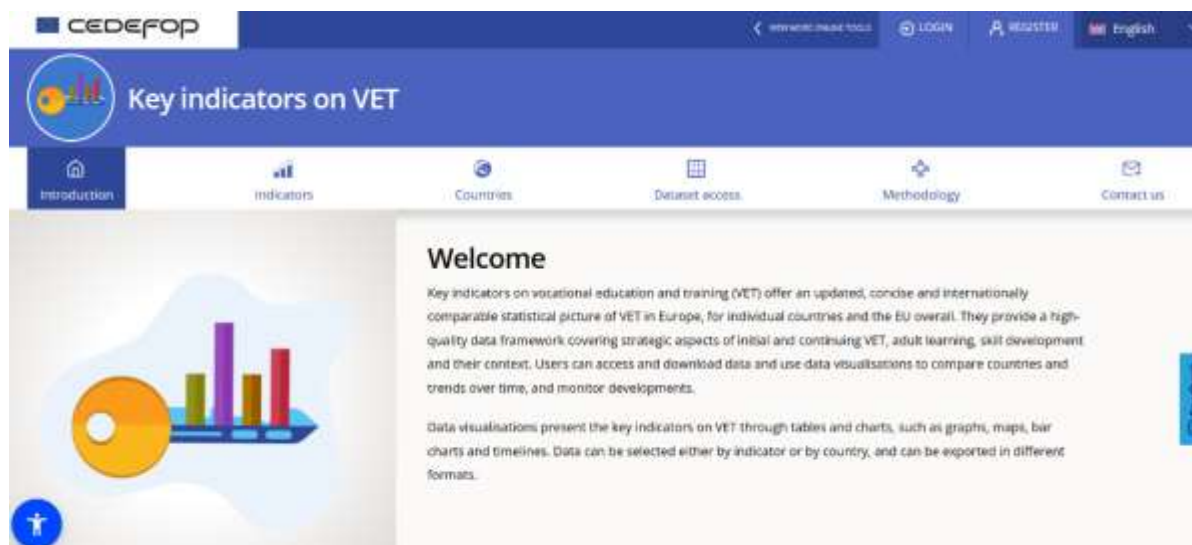 CEDEFOP
LOGIN
REGISTER
English
Key indicators on VET
Introduction
Indicators
Countries
Dataset access
Methodology
Contact us
Welcome
Key indicators on vocational education and training (VET) offer an updated, concise and internationally
comparable statistical picture of VET in Europe, for individual countries and the EU overall. They provide a high-
quality data framework covering strategic aspects of initial and continuing VET, adult learning, skill development
and their context. Users can access and download data and use data visualisations to compare countries and
trends over time, and monitor developments.
Data visualisations present the key indicators on VET through tables and charts, such as graphs, maps, bar
charts and timelines. Data can be selected either by indicator or by country, and can be exported in different
formats.